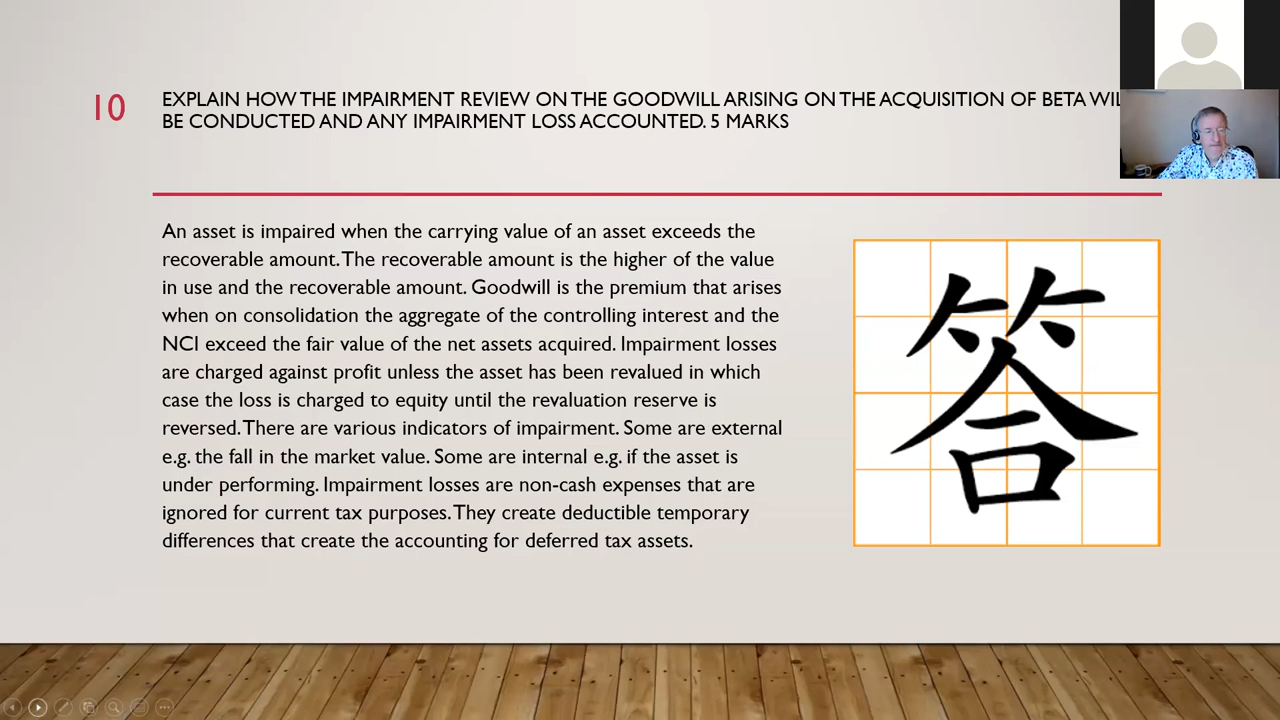 10
EXPLAIN HOW THE IMPAIRMENT REVIEW ON THE GOODWILL ARISING ON THE ACQUISITION OF BETA
BE CONDUCTED AND ANY IMPAIRMENT LOSS ACCOUNTED. 5 MARKS
An asset is impaired when the carrying value of an asset exceeds the
recoverable amount. The recoverable amount is the higher of the value
in use and the recoverable amount. Goodwill is the premium that arises
when on consolidation the aggregate of the controlling interest and the
NCI exceed the fair value of the net assets acquired. Impairment losses
are charged against profit unless the asset has been revalued in which
case the loss is charged to equity until the revaluation reserve is
reversed. There are various indicators of impairment. Some are external
e.g. the fall in the market value. Some are internal e.g. if the asset is
under performing. Impairment losses are non-cash expenses that are
ignored for current tax purposes. They create deductible temporary
differences that create the accounting for deferred tax assets.
答